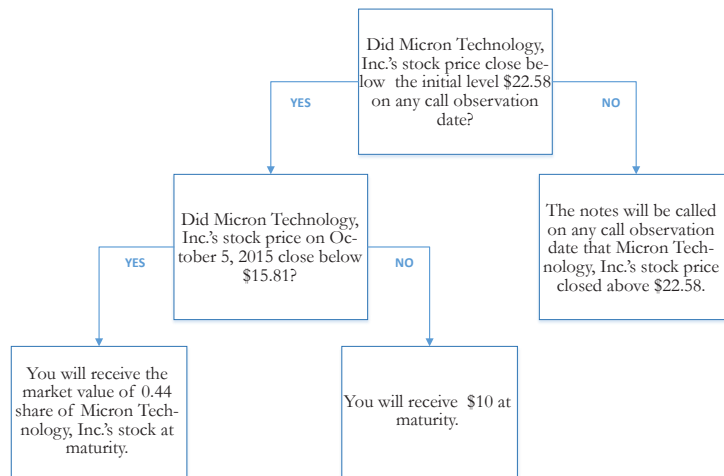 Did Micron Technology,
Inc.'s stock price close be-
low the initial level $22.58
on any call observation
date?
YES
NO
Did Micron Technology,
Inc.'s stock price on Oc-
tober 5, 2015 close below
$15.81?
The notes will be called
on any call observation
date that Micron Tech-
nology, Inc.'s stock price
closed above $22.58.
YES
NO
You will receive the
market value of 0.44
share of Micron Tech-
nology, Inc.'s stock at
maturity.
You will receive $10 at
maturity.